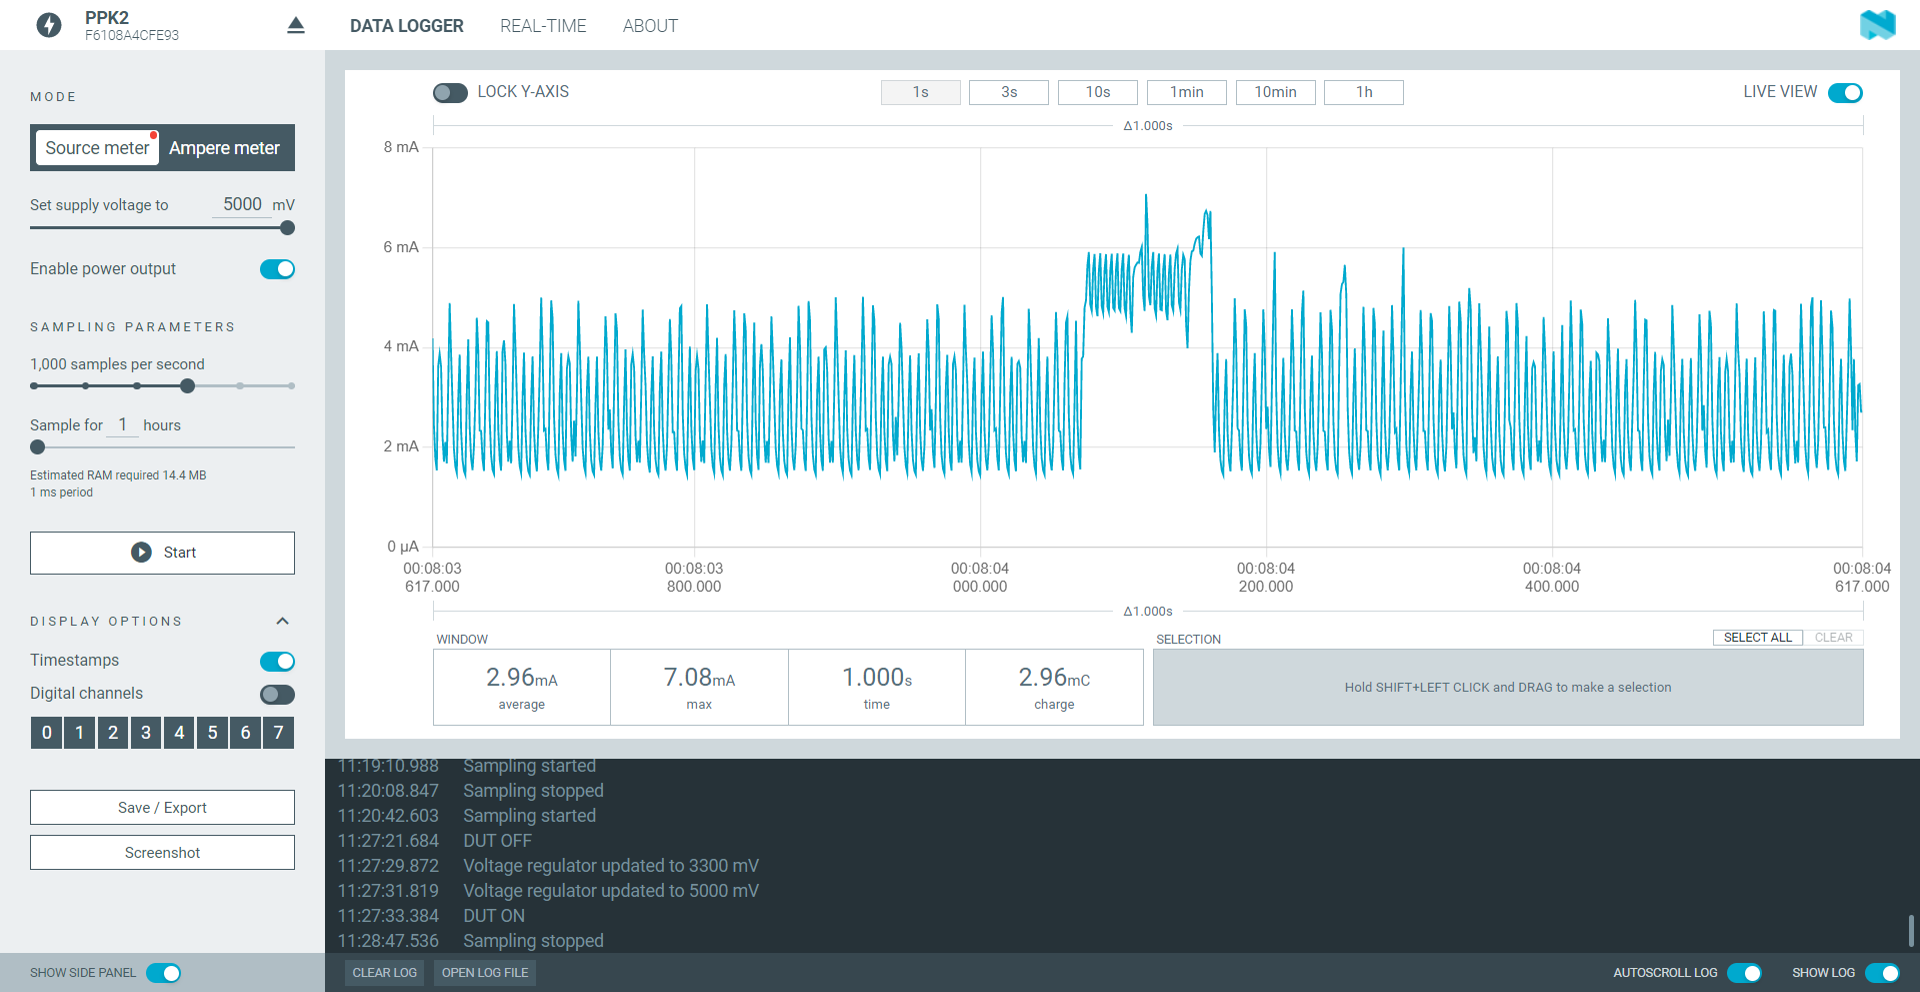 PPK2
F6108A4CFE93
DATA LOGGER
REAL-TIME
ABOUT
MODE
Source meter
Ampere meter
Set supply voltage to 5000 mV
Enable power output
SAMPLING PARAMETERS
1,000 samples per second
Sample for 1 hours
Estimated RAM required 14.4 MB
1 ms period
Start
DISPLAY OPTIONS
Timestamps
Digital channels
0 1 2 3 4 5 6 7
Save / Export
Screenshot
SHOW SIDE PANEL
LOCK Y-AXIS
1s
3s
10s
1min
10min
1h
LIVE VIEW
Δ1.000s
8 mA
6 mA
4 mA
2 mA
0 µA
00:08:03
617.000
00:08:03
800.000
00:08:04
000.000
00:08:04
200.000
00:08:04
400.000
00:08:04
617.000
Δ1.000s
WINDOW
2.96mA
average
7.08mA
max
1.000s
time
2.96mC
charge
SELECTION
SELECT ALL
CLEAR
Hold SHIFT+LEFT CLICK and DRAG to make a selection
11:19:10.988 Sampling started
11:20:08.847 Sampling stopped
11:20:42.603 Sampling started
11:27:21.684 DUT OFF
11:27:29.872 Voltage regulator updated to 3300 mV
11:27:31.819 Voltage regulator updated to 5000 mV
11:27:33.384 DUT ON
11:28:47.536 Sampling stopped
CLEAR LOG
OPEN LOG FILE
AUTOSCROLL LOG
SHOW LOG